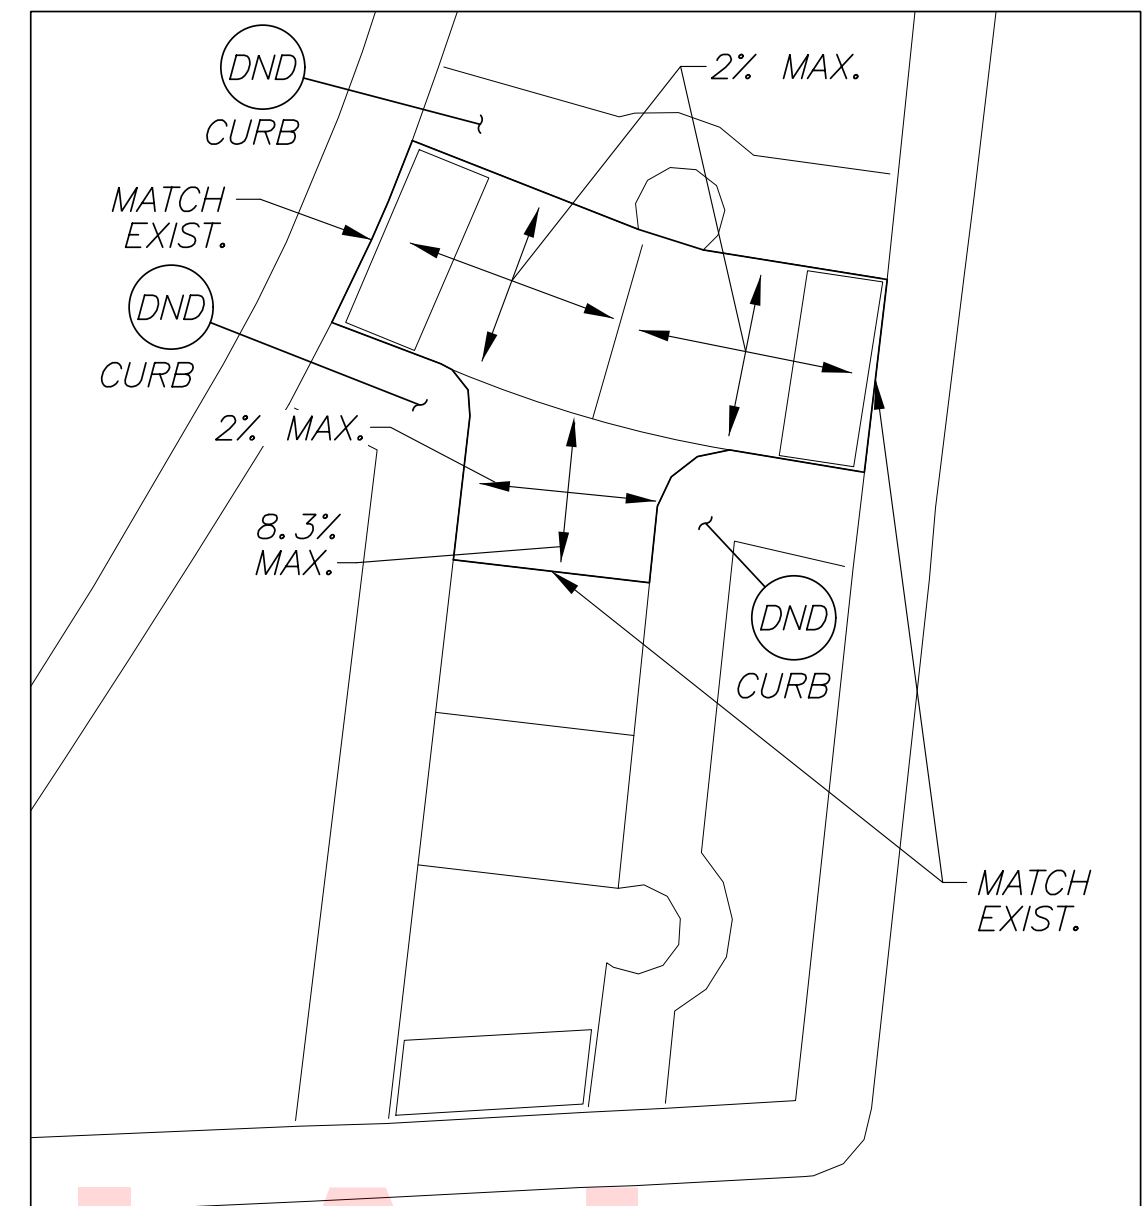 DND
CURB
2% MAX.
MATCH
EXIST.
DND
CURB
2% MAX.
8.3%
MAX.
DND
CURB
MATCH
EXIST.